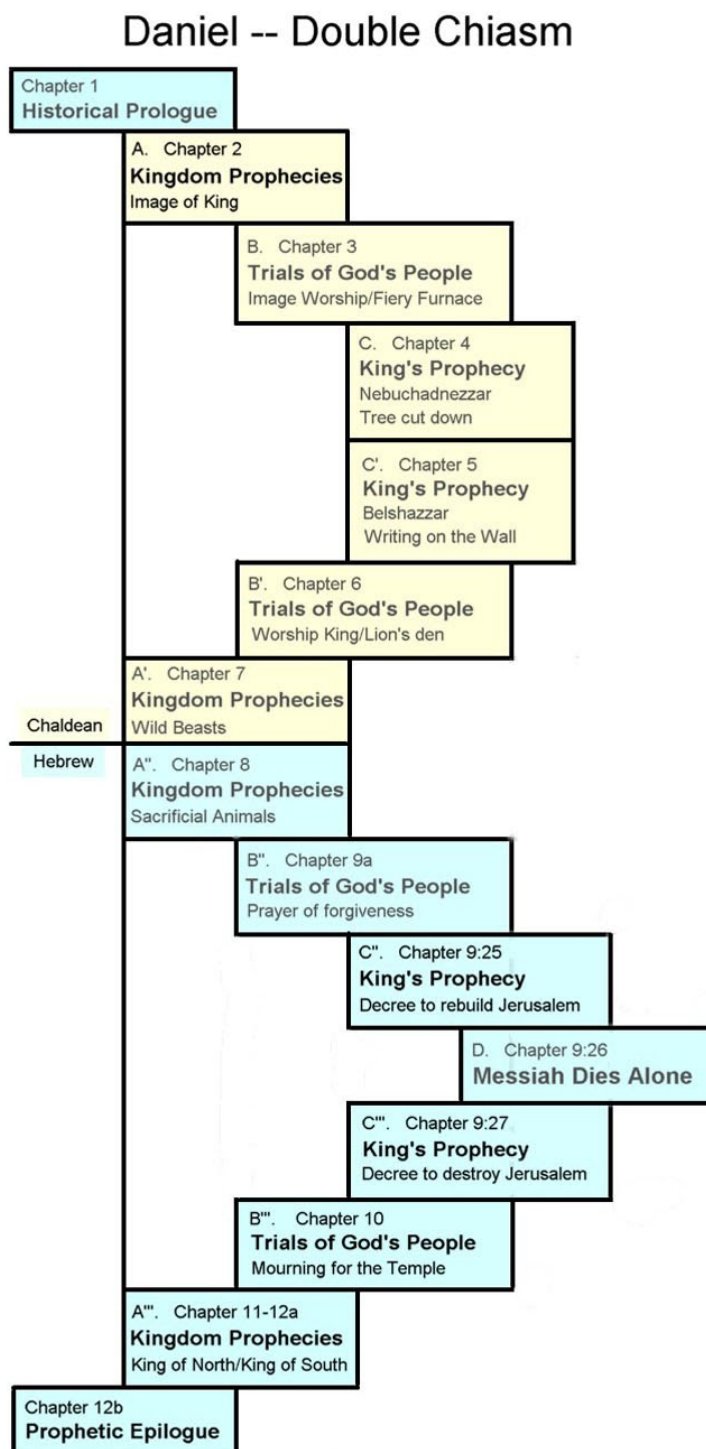 Daniel -- Double Chiasm
Chapter 1
Historical Prologue
A. Chapter 2
Kingdom Prophecies
Image of King
B. Chapter 3
Trials of God's People
Image Worship/Fiery Furnace
C. Chapter 4
King's Prophecy
Nebuchadnezzar
Tree cut down
C'. Chapter 5
King's Prophecy
Belshazzar
Writing on the Wall
B'. Chapter 6
Trials of God's People
Worship King/Lion's den
A'. Chapter 7
Kingdom Prophecies
Wild Beasts
Chaldean
Hebrew
A". Chapter 8
Kingdom Prophecies
Sacrificial Animals
B". Chapter 9a
Trials of God's People
Prayer of forgiveness
C". Chapter 9:25
King's Prophecy
Decree to rebuild Jerusalem
D. Chapter 9:26
Messiah Dies Alone
C"'. Chapter 9:27
King's Prophecy
Decree to destroy Jerusalem
B"'. Chapter 10
Trials of God's People
Mourning for the Temple
A"'. Chapter 11-12a
Kingdom Prophecies
King of North/King of South
Chapter 12b
Prophetic Epilogue